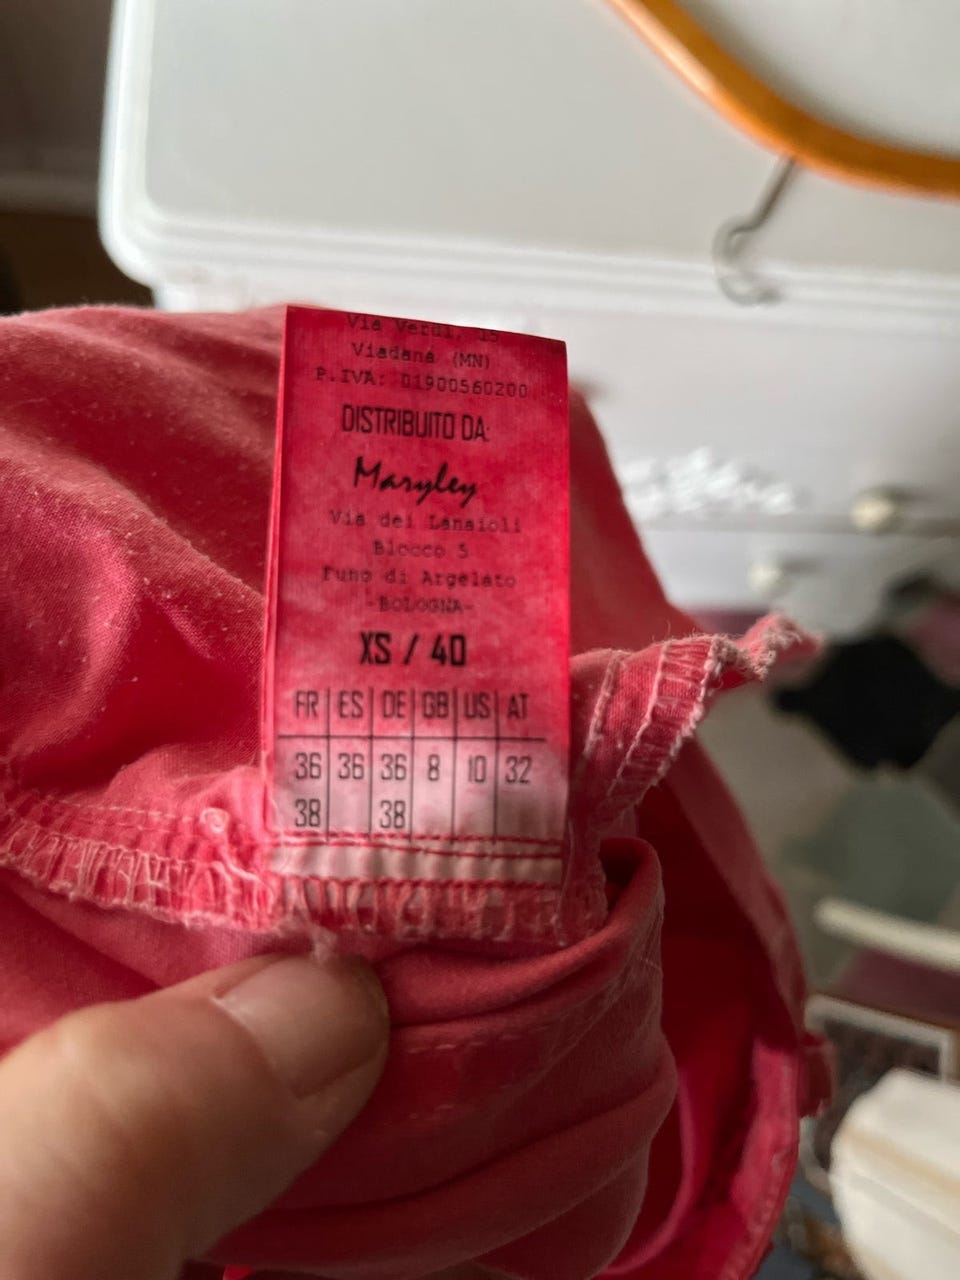 Via Verdi, 15
Viadana (MN)
P.IVA: 01900560200
DISTRIBUITO DA:
Maryley
Via dei Lanaioli
Blocco 5
Funo di Argelato
-BOLOGNA-
XS / 40
FR ES DE GB US AT
36 36 36 8 10 32
38 38